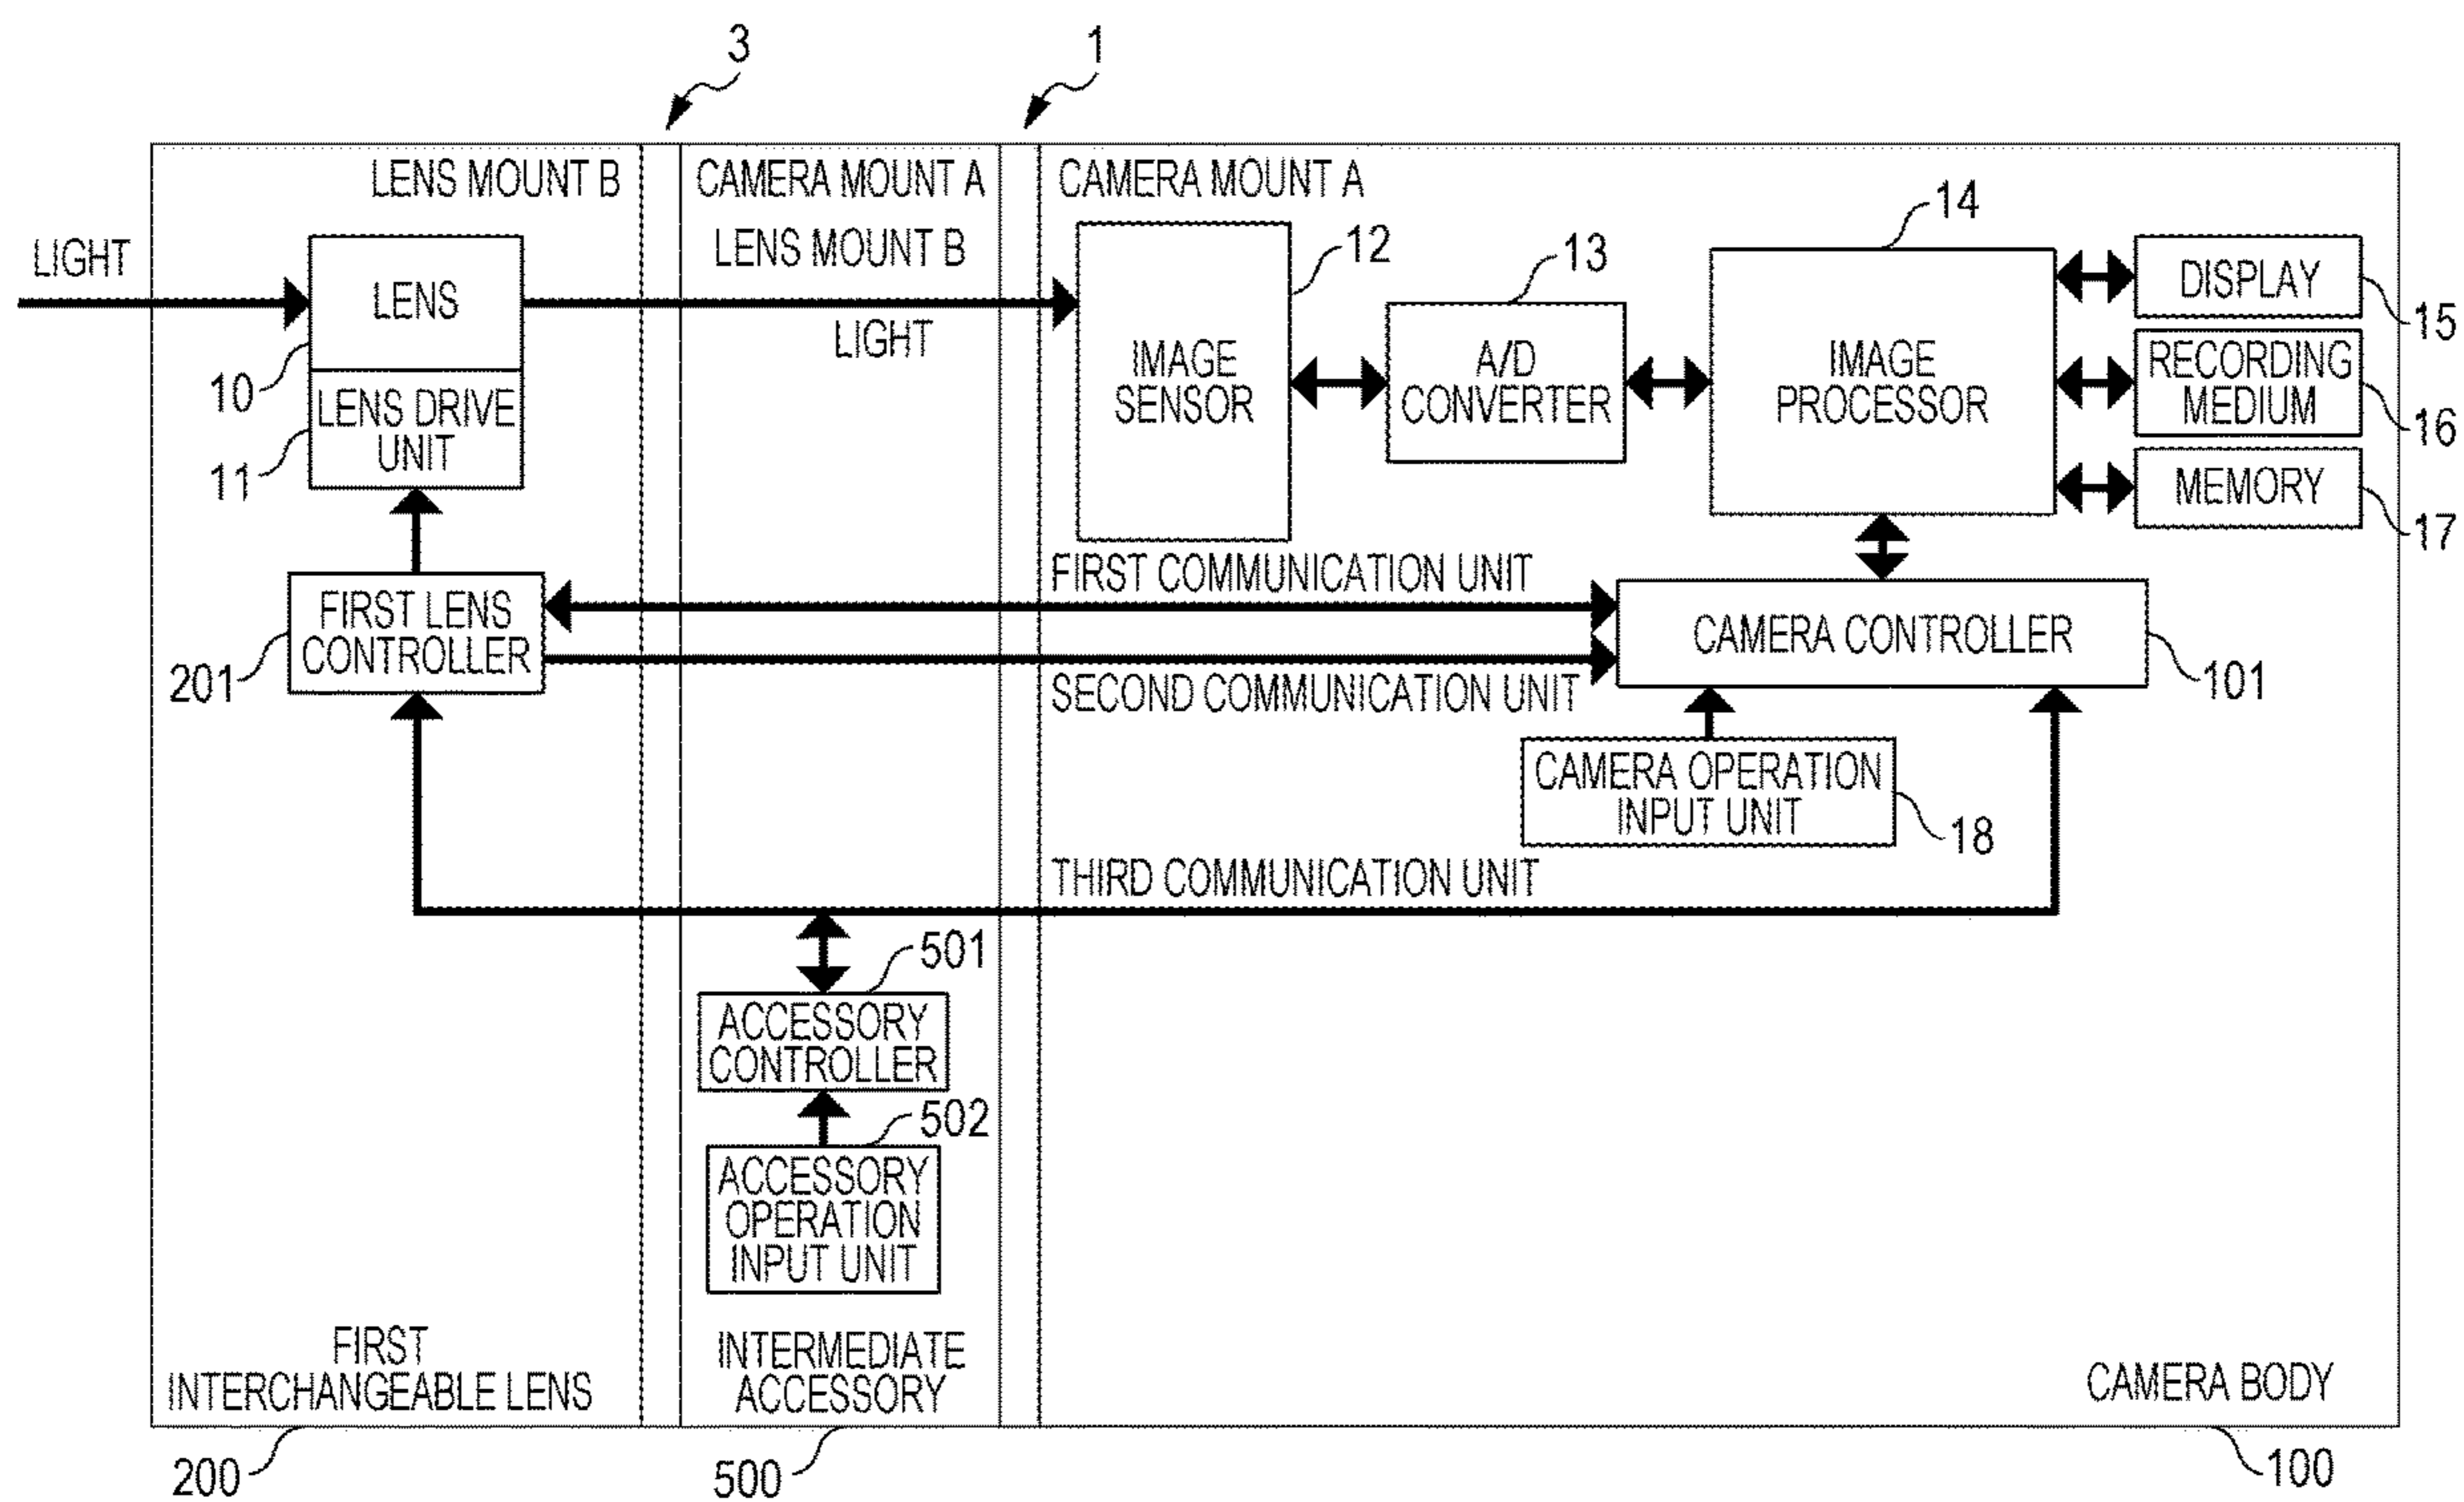 3
1
LENS MOUNT B
CAMERA MOUNT A
LENS MOUNT B
CAMERA MOUNT A
LIGHT
LENS
10
LENS DRIVE
UNIT
11
LIGHT
IMAGE
SENSOR
12
A/D
CONVERTER
13
IMAGE
PROCESSOR
14
DISPLAY
15
RECORDING
MEDIUM
16
MEMORY
17
FIRST LENS
CONTROLLER
201
FIRST COMMUNICATION UNIT
SECOND COMMUNICATION UNIT
CAMERA CONTROLLER
101
CAMERA OPERATION
INPUT UNIT
18
THIRD COMMUNICATION UNIT
501
ACCESSORY
CONTROLLER
502
ACCESSORY
OPERATION
INPUT UNIT
FIRST
INTERCHANGEABLE LENS
INTERMEDIATE
ACCESSORY
CAMERA BODY
200
500
100